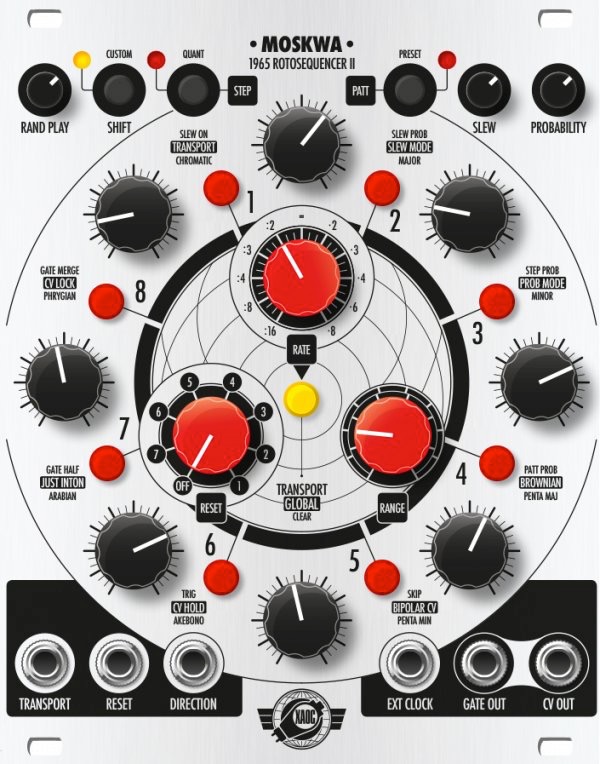 • MOSKWA •
1965 ROTOSEQUENCER II
CUSTOM
QUANT
PRESET
STEP
PATT
RAND PLAY
SHIFT
SLEW
PROBABILITY
SLEW ON
TRANSPORT
CHROMATIC
SLEW PROB
SLEW MODE
MAJOR
1
2
=
:2
·2
:3
·3
:4
·4
:8
·6
:16
·8
RATE
GATE MERGE
CV LOCK
PHRYGIAN
8
STEP PROB
PROB MODE
MINOR
3
5
4
6
3
7
2
OFF
1
RESET
RANGE
7
GATE HALF
JUST INTON
ARABIAN
4
PATT PROB
BROWNIAN
PENTA MAJ
TRANSPORT
GLOBAL
CLEAR
6
5
TRIG
CV HOLD
AKEBONO
SKIP
BIPOLAR CV
PENTA MIN
TRANSPORT
RESET
DIRECTION
EXT CLOCK
GATE OUT
CV OUT
XAOC